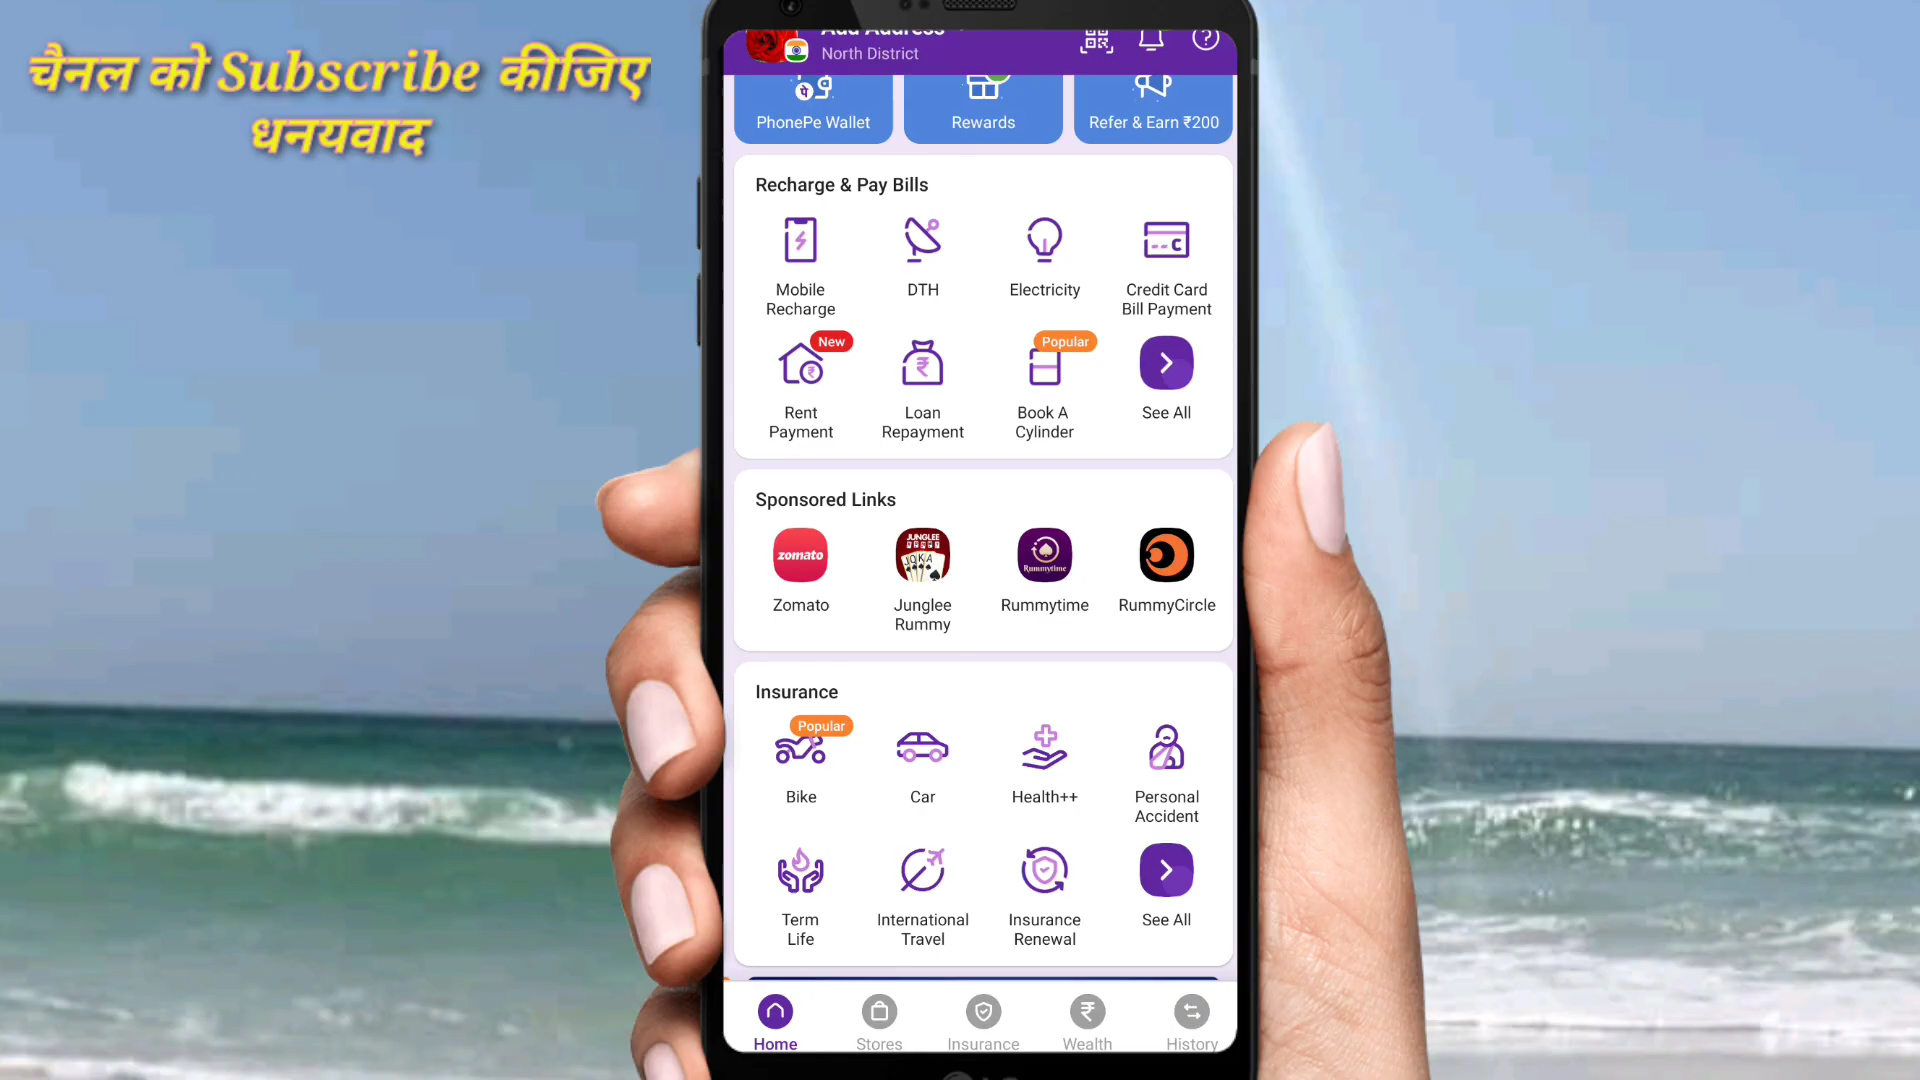 चैनल को Subscribe कीजिए
धनयवाद
North District
PhonePe Wallet
Rewards
Refer & Earn ₹200
Recharge & Pay Bills
Mobile
Recharge
DTH
Electricity
Credit Card
Bill Payment
New
Popular
Rent
Payment
Loan
Repayment
Book A
Cylinder
See All
Sponsored Links
zomato
JUNGLEE
Rummytime
Zomato
Junglee
Rummy
Rummytime
RummyCircle
Insurance
Popular
Bike
Car
Health++
Personal
Accident
Term
Life
International
Travel
Insurance
Renewal
See All
Home
Stores
Insurance
Wealth
History